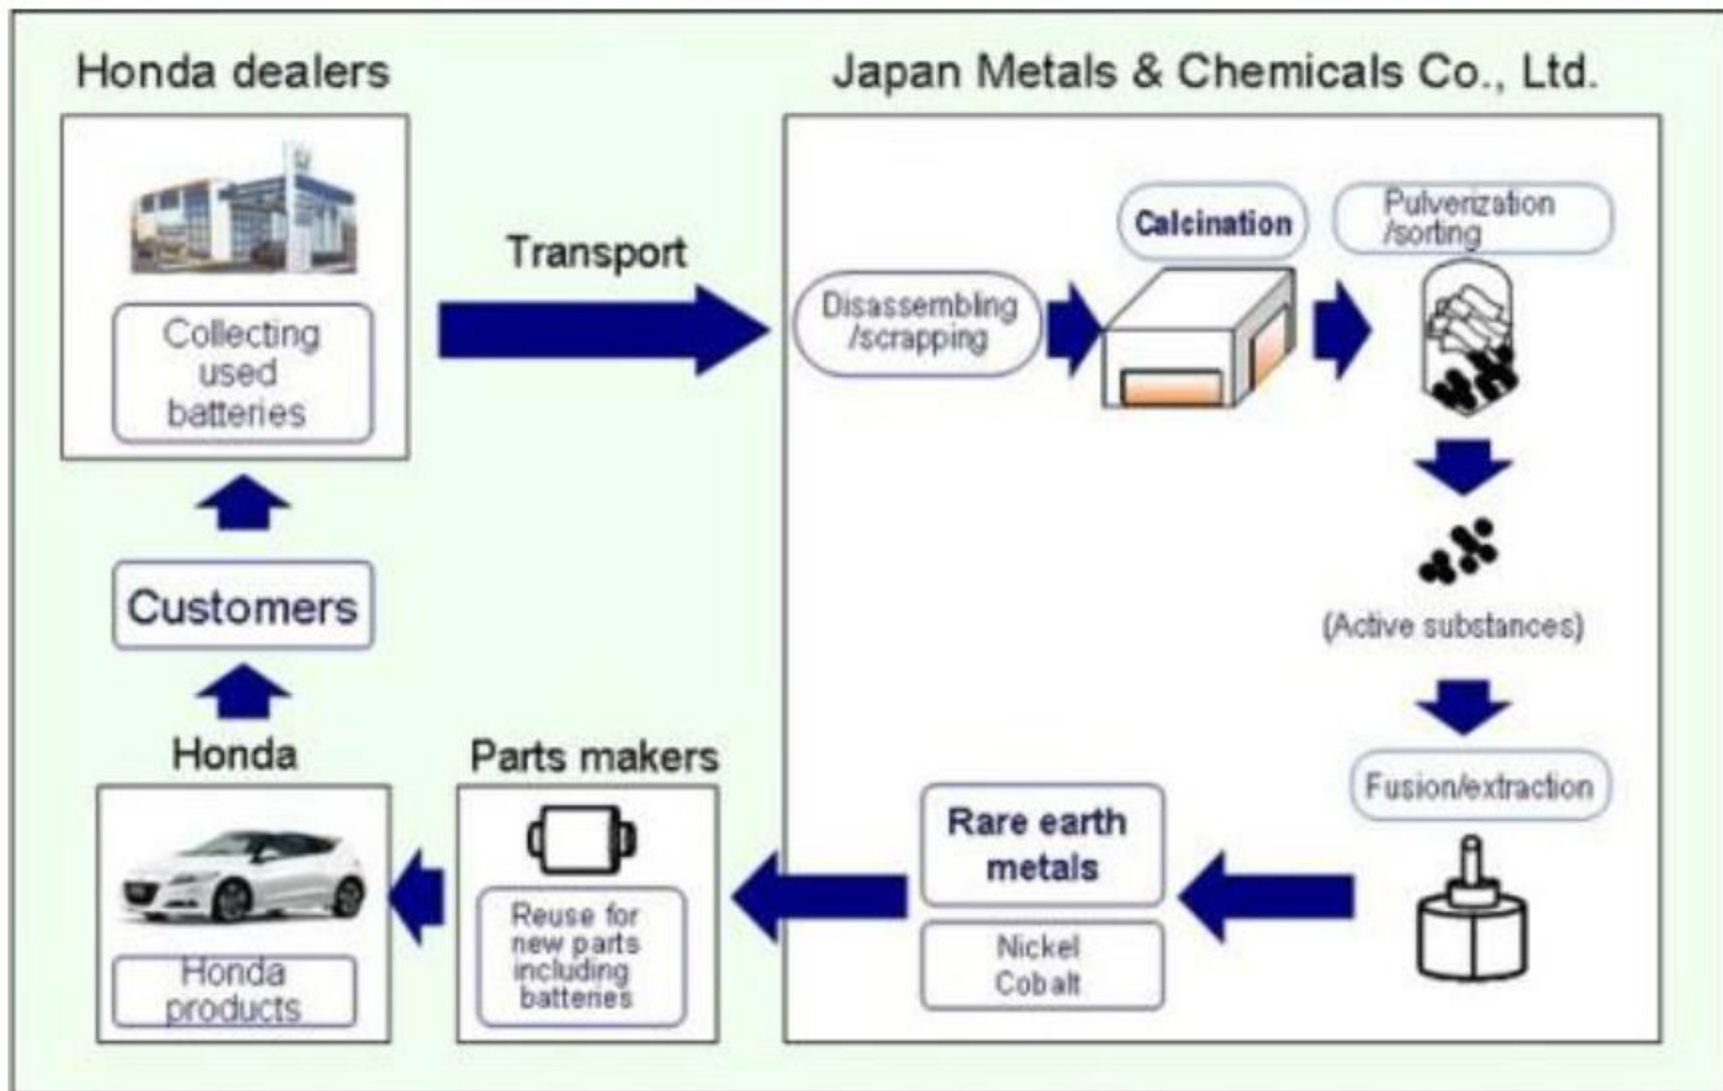 Honda dealers
Japan Metals & Chemicals Co., Ltd.
Collecting
used
batteries
Transport
Disassembling
/scrapping
Calcination
Pulverization
/sorting
(Active substances)
Fusion/extraction
Rare earth
metals
Nickel
Cobalt
Parts makers
Reuse for
new parts
including
batteries
Honda
Honda
products
Customers